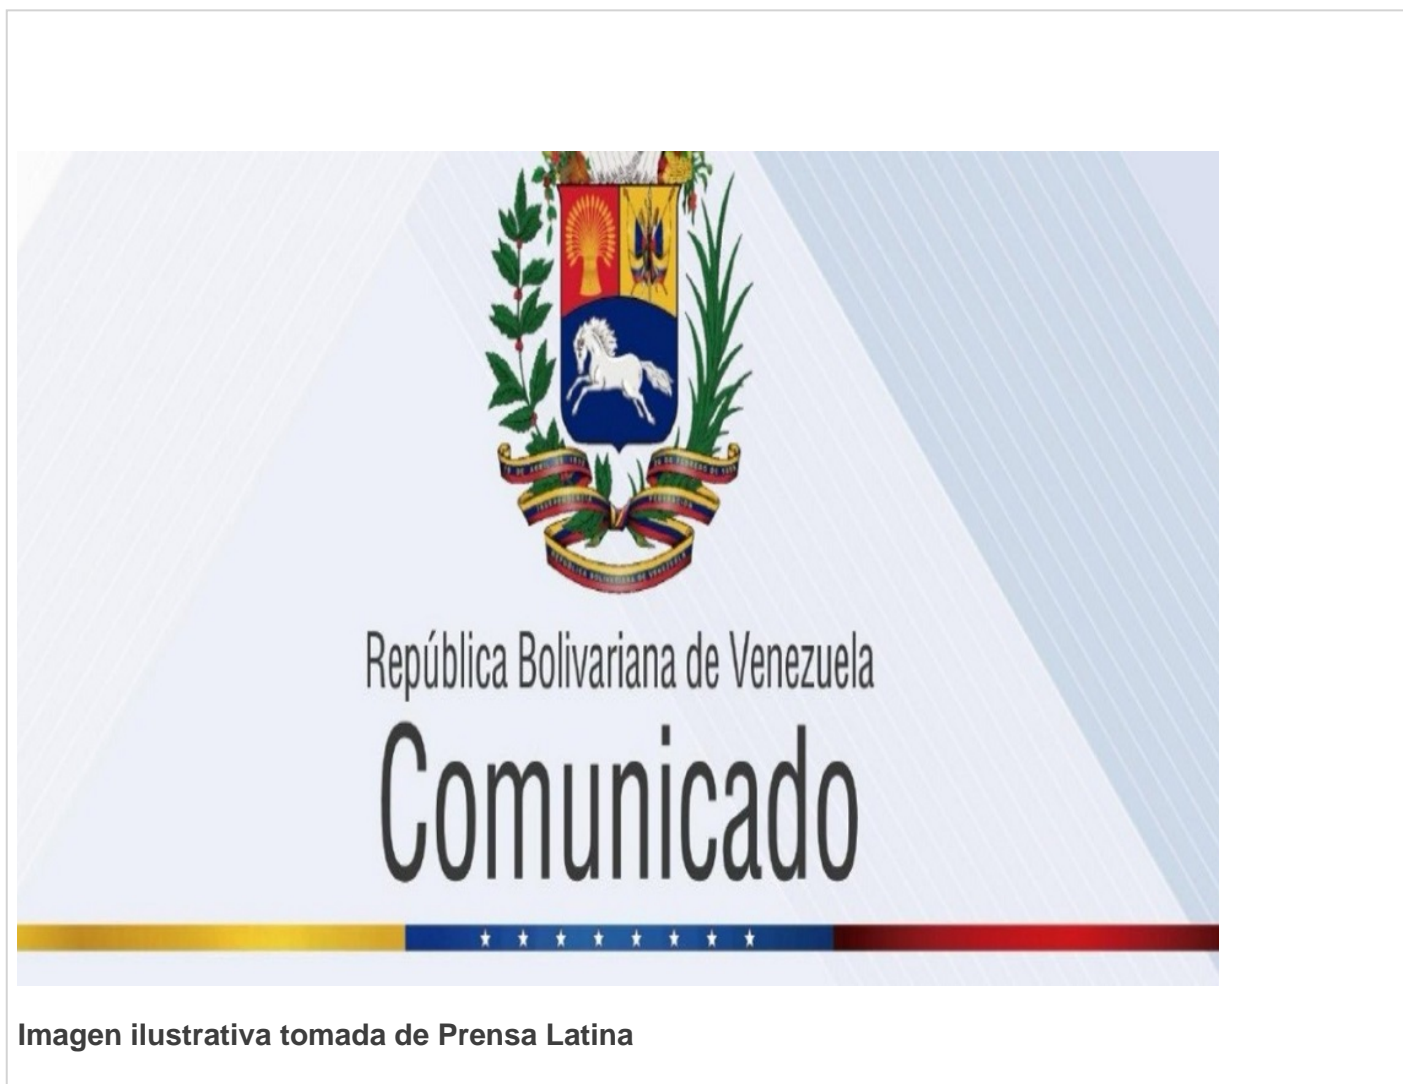 República Bolivariana de Venezuela
Comunicado
Imagen ilustrativa tomada de Prensa Latina